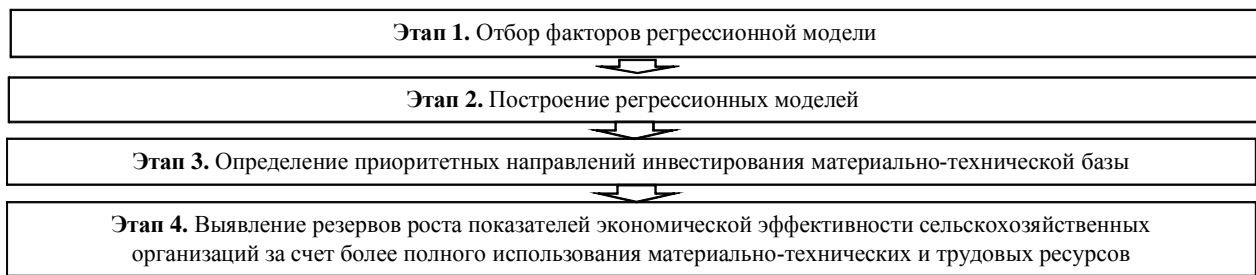 Этап 1. Отбор факторов регрессионной модели
Этап 2. Построение регрессионных моделей
Этап 3. Определение приоритетных направлений инвестирования материально-технической базы
Этап 4. Выявление резервов роста показателей экономической эффективности сельскохозяйственных
организаций за счет более полного использования материально-технических и трудовых ресурсов